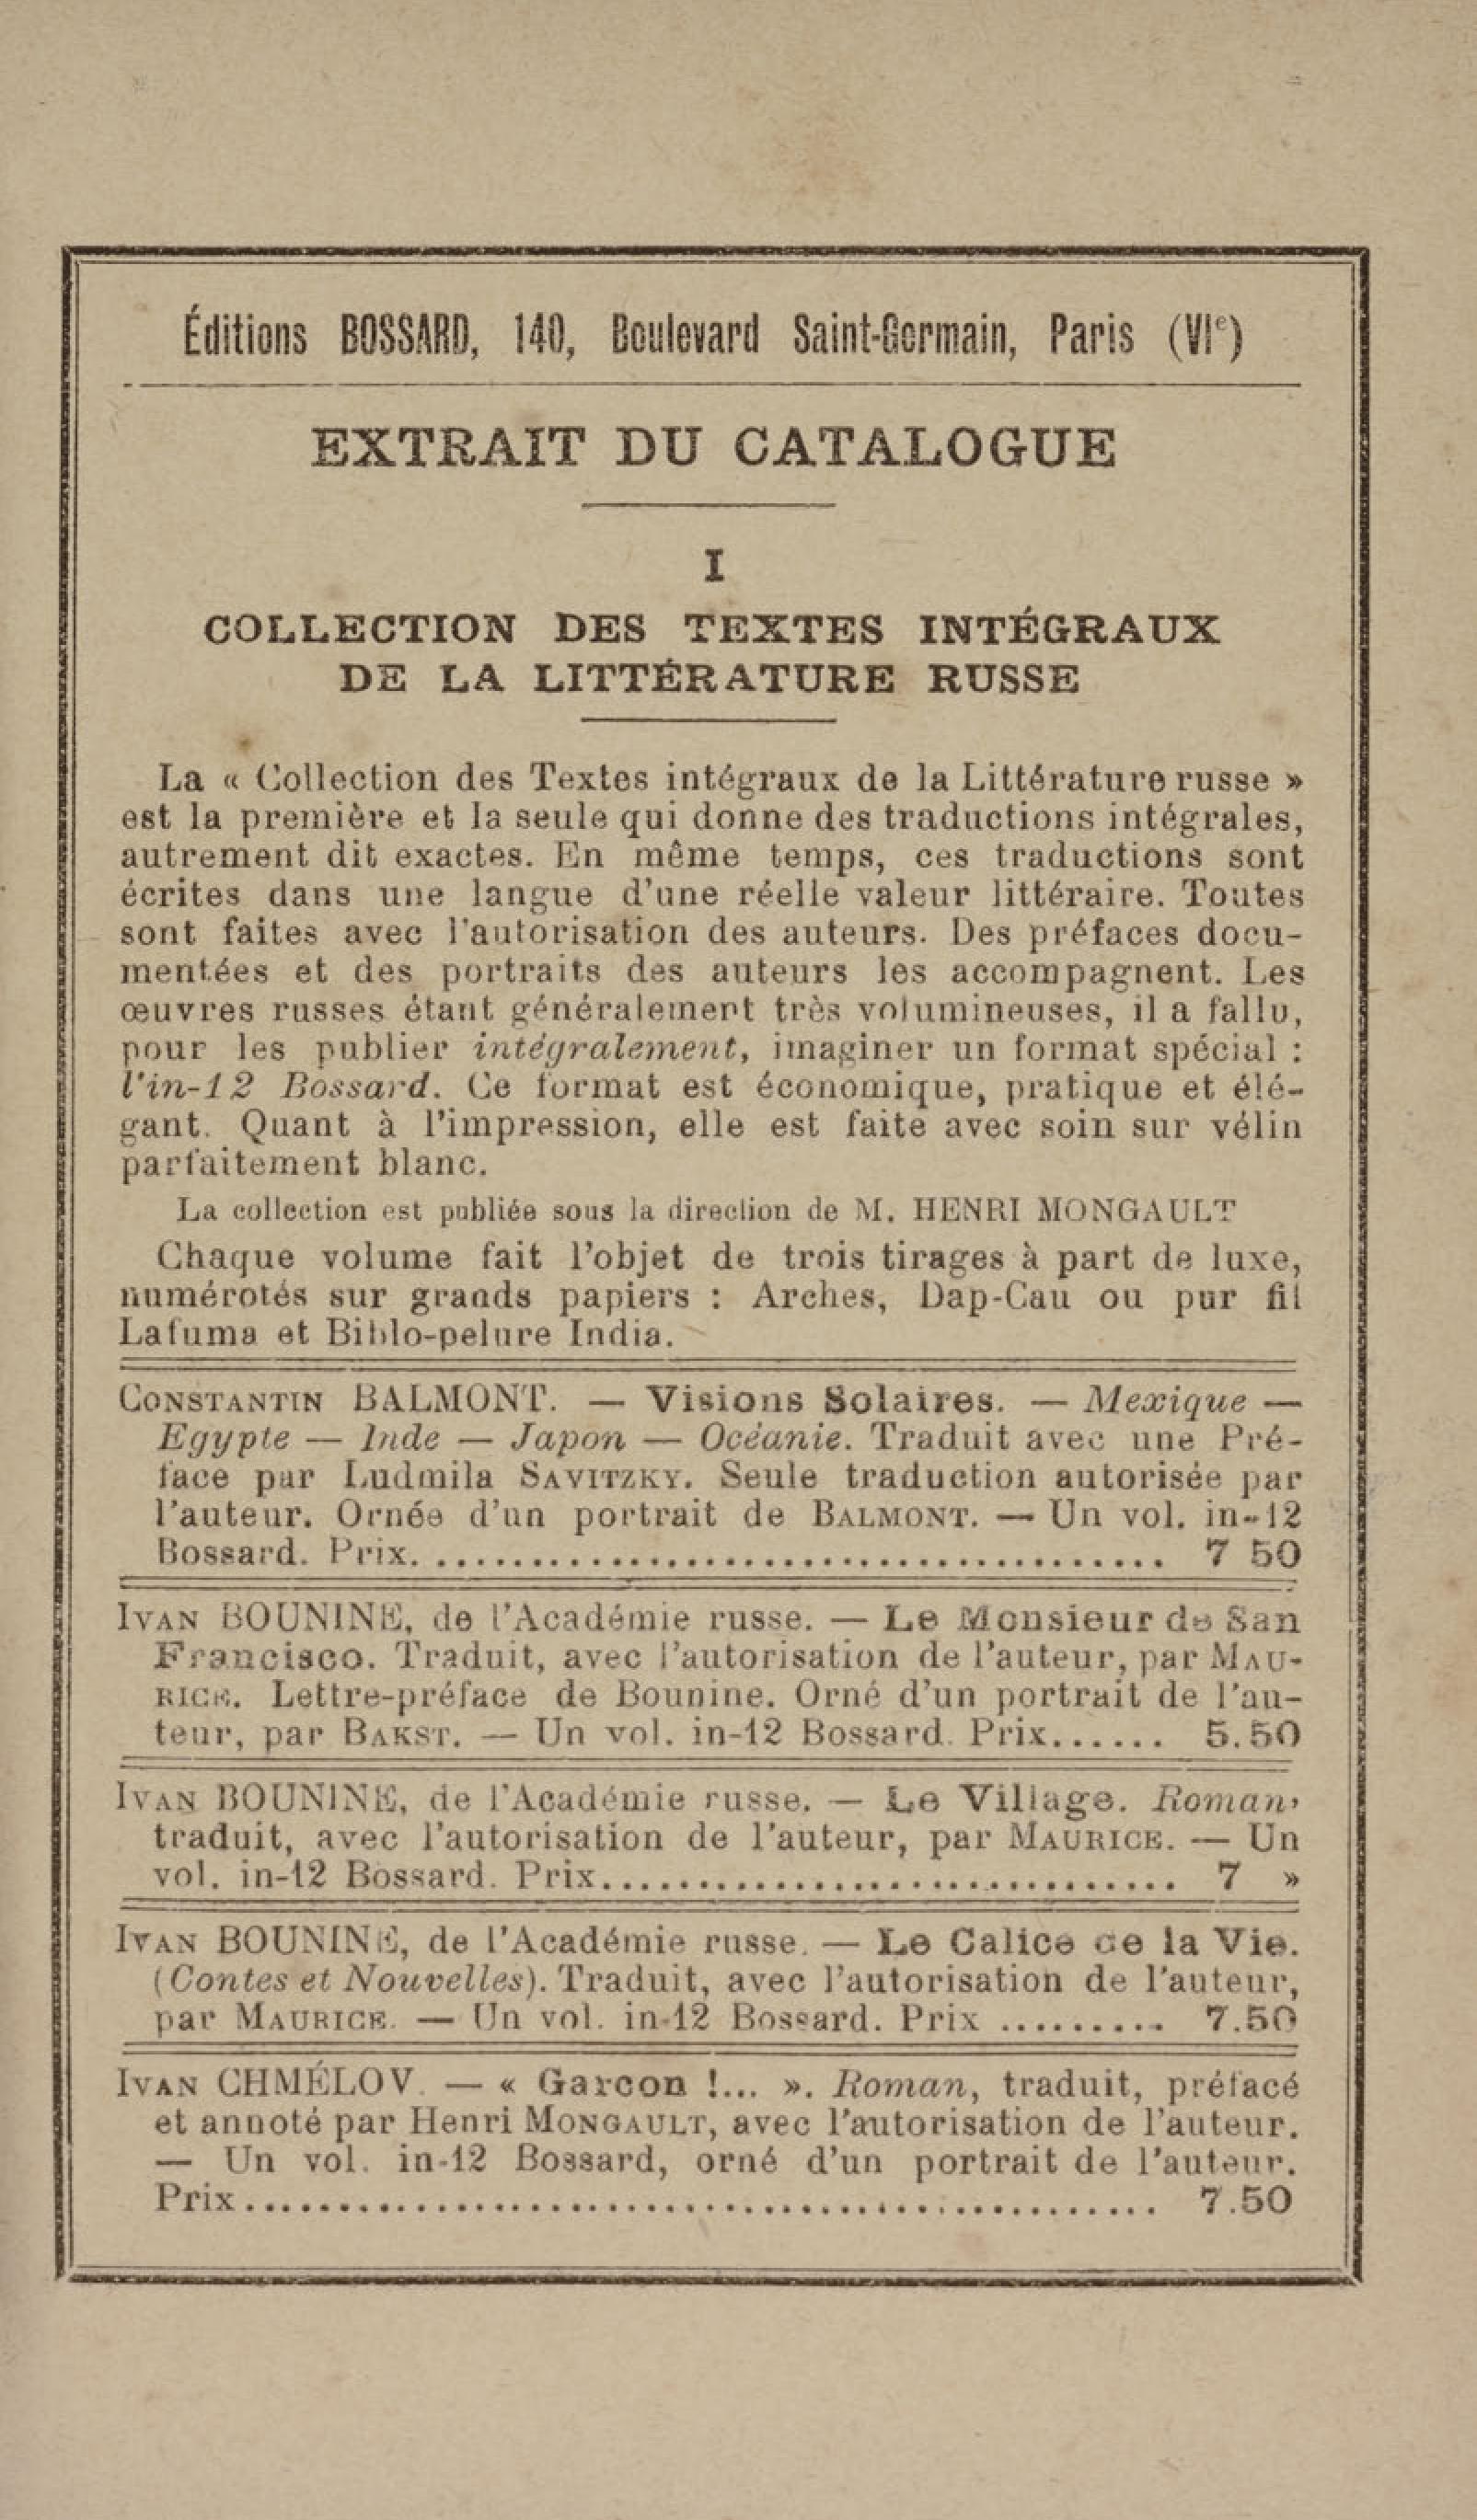 Éditions BOSSARD, 140, Boulevard Saint-Germain, Paris (VIe)
EXTRAIT DU CATALOGUE
I
COLLECTION DES TEXTES INTÉGRAUX
DE LA LITTÉRATURE RUSSE
La « Collection des Textes intégraux de la Littérature russe »
est la première et la seule qui donne des traductions intégrales,
autrement dit exactes. En même temps, ces traductions sont
écrites dans une langue d'une réelle valeur littéraire. Toutes
sont faites avec l'autorisation des auteurs. Des préfaces docu-
mentées et des portraits des auteurs les accompagnent. Les
œuvres russes étant généralement très volumineuses, il a fallu,
pour les publier intégralement, imaginer un format spécial :
l'in-12 Bossard. Ce format est économique, pratique et élé-
gant. Quant à l'impression, elle est faite avec soin sur vélin
parfaitement blanc.
La collection est publiée sous la direction de M. HENRI MONGAULT
Chaque volume fait l'objet de trois tirages à part de luxe,
numérotés sur grands papiers : Arches, Dap-Cau ou pur fil
Lafuma et Biblo-pelure India.
CONSTANTIN BALMONT. — Visions Solaires. — Mexique —
Egypte — Inde — Japon — Océanie. Traduit avec une Pré-
face par Ludmila SAVITZKY. Seule traduction autorisée par
l'auteur. Ornée d'un portrait de BALMONT. — Un vol. in-12
Bossard. Prix. ...................................... 7 50
IVAN BOUNINE, de l'Académie russe. — Le Monsieur de San
Francisco. Traduit, avec l'autorisation de l'auteur, par MAU-
RICE. Lettre-préface de Bounine. Orné d'un portrait de l'au-
teur, par BAKST. — Un vol. in-12 Bossard. Prix...... 5.50
IVAN BOUNINE, de l'Académie russe. — Le Village. Roman,
traduit, avec l'autorisation de l'auteur, par MAURICE. — Un
vol. in-12 Bossard. Prix.............................. 7 »
IVAN BOUNINE, de l'Académie russe. — Le Calice de la Vie.
(Contes et Nouvelles). Traduit, avec l'autorisation de l'auteur,
par MAURICE. — Un vol. in-12 Bossard. Prix ......... 7.50
IVAN CHMÉLOV. — « Garcon !... ». Roman, traduit, préfacé
et annoté par Henri MONGAULT, avec l'autorisation de l'auteur.
— Un vol. in-12 Bossard, orné d'un portrait de l'auteur.
Prix................................................ 7.50